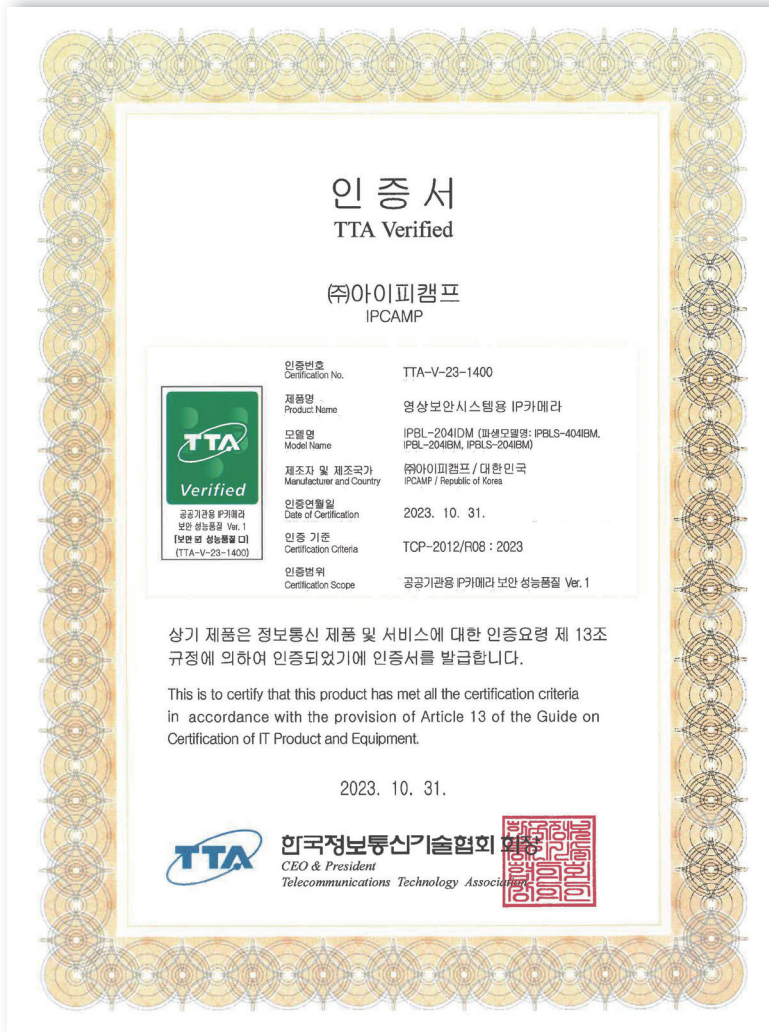 인증서
TTA Verified
㈜아이피캠프
IPCAMP
TTA
Verified
공공기관용 IP카메라
보안 성능품질 Ver. 1
[보안 ☑ 성능품질 ☐]
(TTA-V-23-1400)
인증번호
Certification No.
TTA-V-23-1400
제품명
Product Name
영상보안시스템용 IP카메라
모델명
Model Name
IPBL-204IDM (파생모델명: IPBLS-404IBM,
IPBL-204IBM, IPBLS-204IBM)
제조자 및 제조국가
Manufacturer and Country
㈜아이피캠프 / 대한민국
IPCAMP / Republic of Korea
인증연월일
Date of Certification
2023. 10. 31.
인증 기준
Certification Criteria
TCP-2012/R08 : 2023
인증범위
Certification Scope
공공기관용 IP카메라 보안 성능품질 Ver. 1
상기 제품은 정보통신 제품 및 서비스에 대한 인증요령 제 13조
규정에 의하여 인증되었기에 인증서를 발급합니다.
This is to certify that this product has met all the certification criteria
in accordance with the provision of Article 13 of the Guide on
Certification of IT Product and Equipment.
2023. 10. 31.
TTA
한국정보통신기술협회 회장
CEO & President
Telecommunications Technology Association